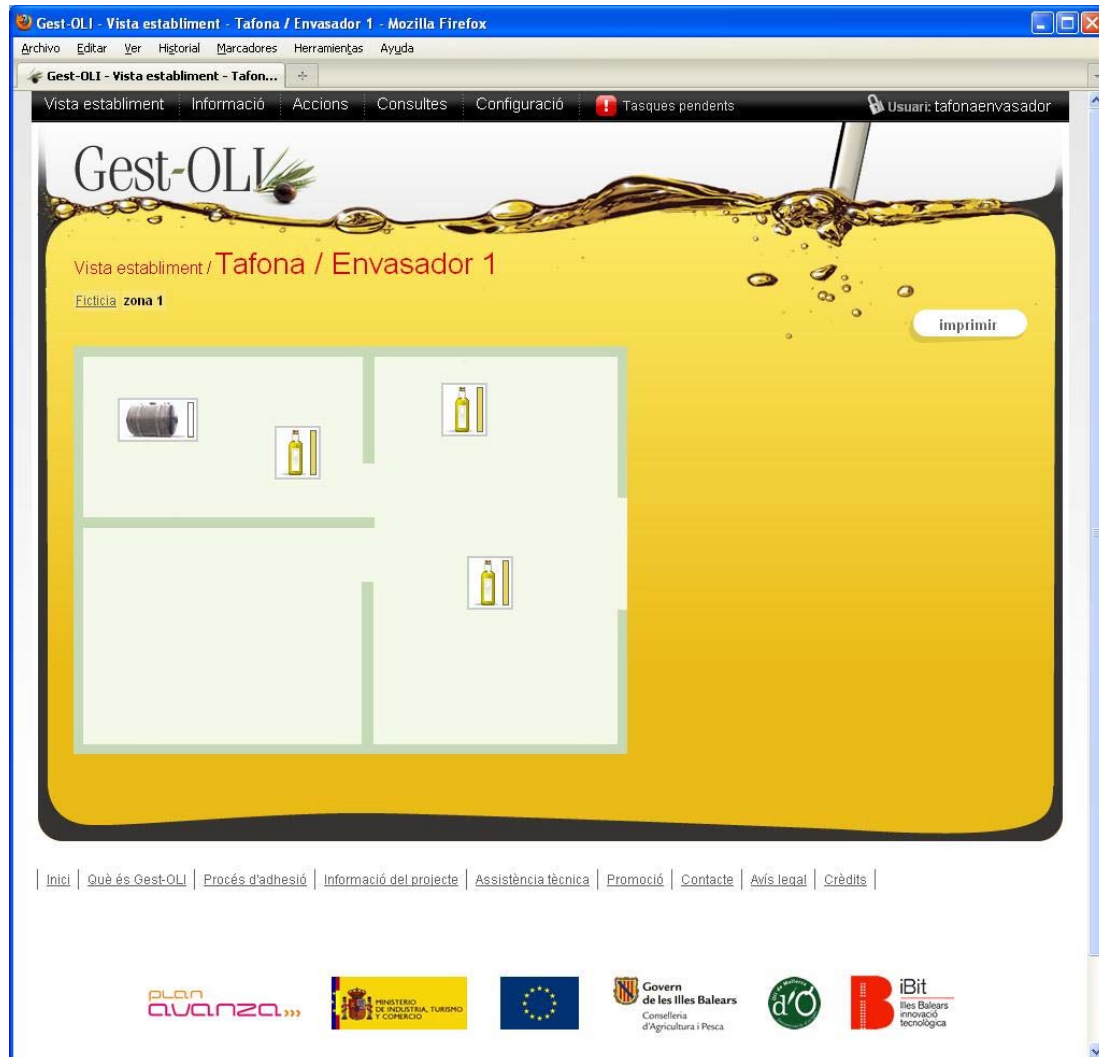 Gest-OLI - Vista establiment - Tafona / Envasador 1 - Mozilla Firefox
Archivo Editar Ver Historial Marcadores Herramientas Ayuda
Gest-OLI - Vista establiment - Tafon...
Vista establiment Informació Accions Consultes Configuració Tasques pendents Usuari: tafonaenvasador
Gest-OLI
Vista establiment / Tafona / Envasador 1
Ficticia zona 1
imprimir
Inici | Què és Gest-OLI | Procés d'adhesió | Informació del projecte | Assistència tècnica | Promoció | Contacte | Avís legal | Crèdits |
PLAN
avanza
MINISTERIO
DE INDUSTRIA, TURISMO
Y COMERCIO
Govern
de les Illes Balears
Conselleria
d'Agricultura i Pesca
d'O
iBit
Illes Balears
innovació
tecnològica